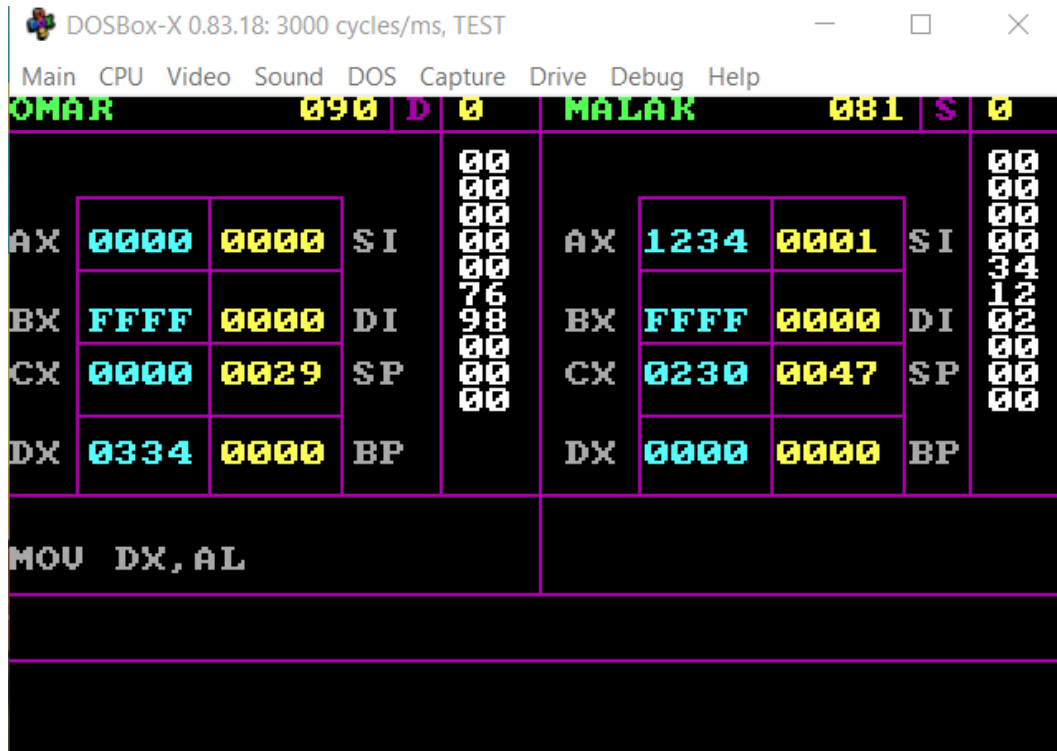 DOSBox-X 0.83.18: 3000 cycles/ms, TEST
Main CPU Video Sound DOS Capture Drive Debug Help
OMAR 090 D 0 MALAK 081 S 0
00 00
00 00
00 00
AX 0000 0000 SI 00 AX 1234 0001 SI 00
00 34
76 12
BX FFFF 0000 DI 98 BX FFFF 0000 DI 02
00 00
CX 0000 0029 SP 00 CX 0230 0047 SP 00
00 00
DX 0334 0000 BP DX 0000 0000 BP
MOV DX,AL